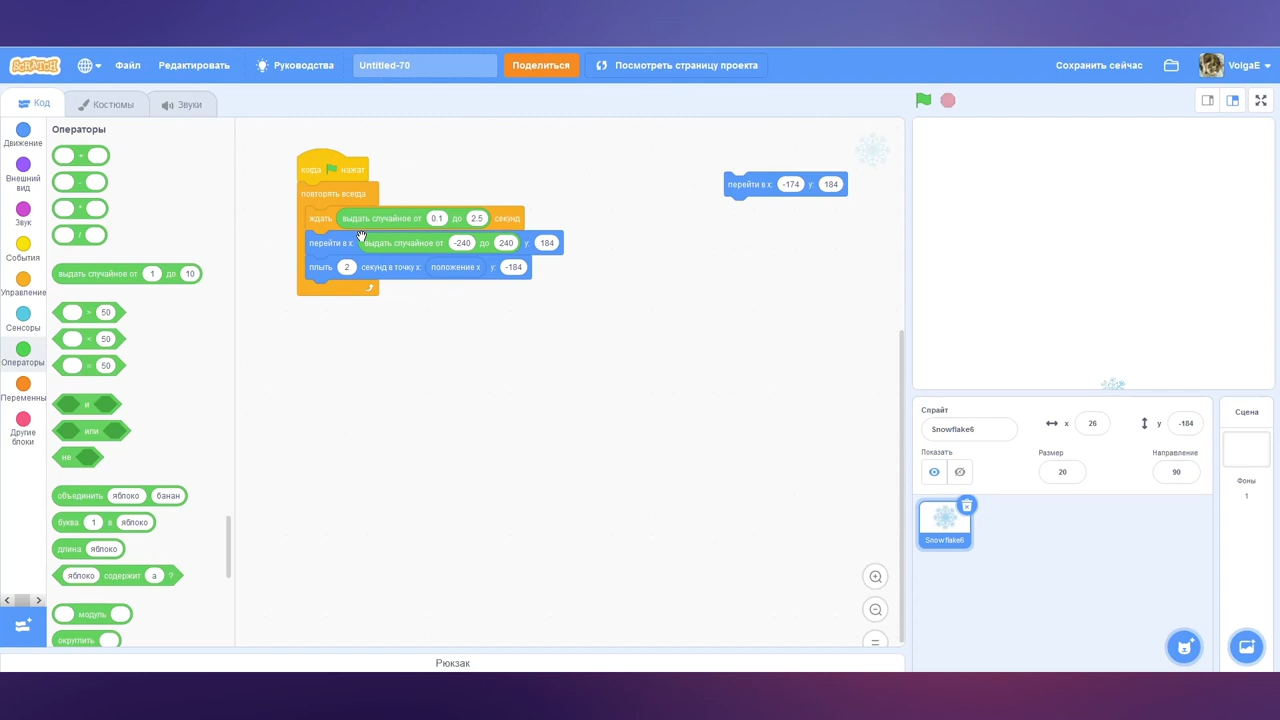 SCRATCH Файл Редактировать Руководства Untitled-70 Поделиться Посмотреть страницу проекта Сохранить сейчас VolgaE
Код Костюмы Звуки
Движение
Внешний вид
Звук
События
Управление
Сенсоры
Операторы
Переменны
Другие блоки
Операторы
+
-
*
/
выдать случайное от 1 до 10
> 50
< 50
= 50
и
или
не
объединить яблоко банан
буква 1 в яблоко
длина яблоко
яблоко содержит а ?
модуль
округлить
когда нажат
повторять всегда
ждать выдать случайное от 0.1 до 2.5 секунд
перейти в x: выдать случайное от -240 до 240 y: 184
плыть 2 секунд в точку x: положение x y: -184
перейти в x: -174 y: 184
Спрайт
Snowflake6
x 26 y -184
Показать Размер Направление
20 90
Snowflake6
Сцена
Фоны
1
Рюкзак